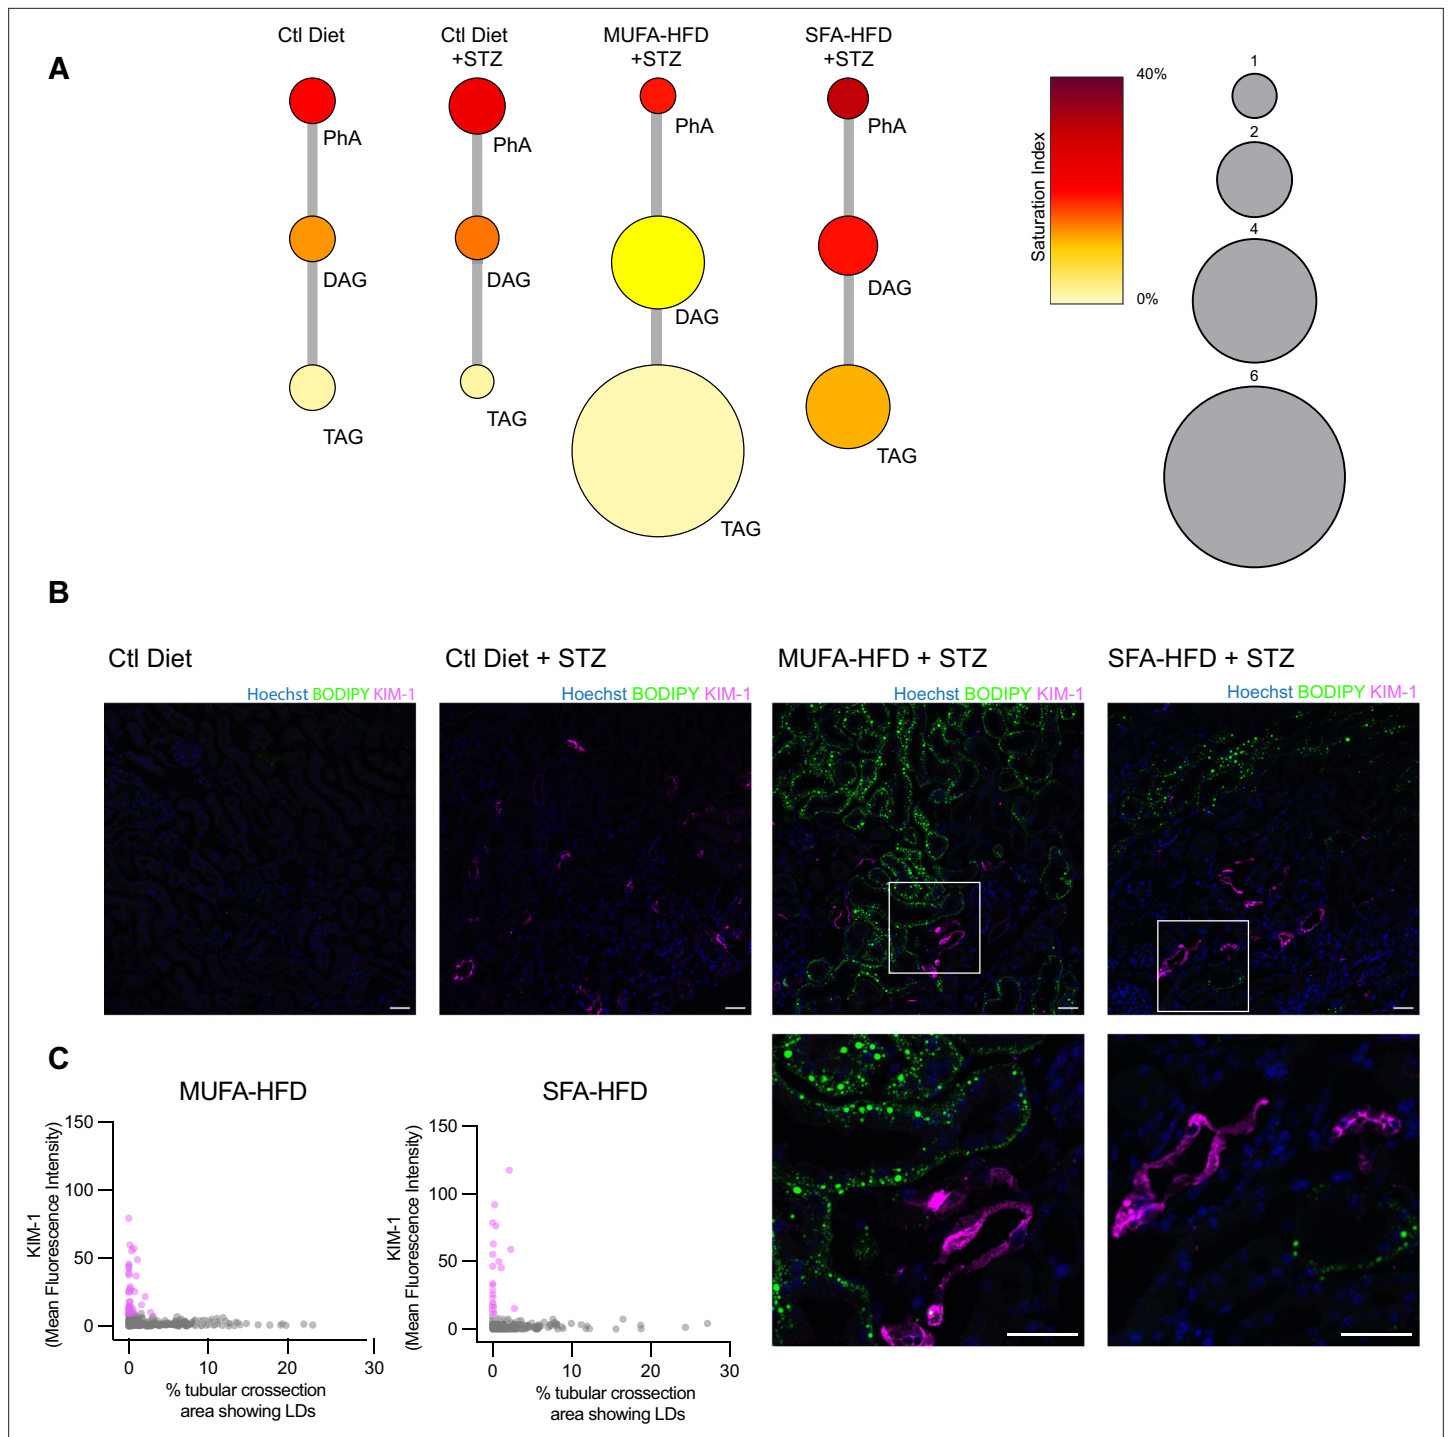 A
Ctl Diet
Ctl Diet
+STZ
MUFA-HFD
+STZ
SFA-HFD
+STZ
PhA
PhA
PhA
PhA
DAG
DAG
DAG
DAG
TAG
TAG
TAG
TAG
Saturation Index
40%
0%
1
2
4
6
B
Ctl Diet
Ctl Diet + STZ
MUFA-HFD + STZ
SFA-HFD + STZ
Hoechst BODIPY KIM-1
Hoechst BODIPY KIM-1
Hoechst BODIPY KIM-1
Hoechst BODIPY KIM-1
C
MUFA-HFD
KIM-1
(Mean Fluorescence Intensity)
150
100
50
0
0 10 20 30
% tubular crossection
area showing LDs
SFA-HFD
KIM-1
(Mean Fluorescence Intensity)
150
100
50
0
0 10 20 30
% tubular crossection
area showing LDs